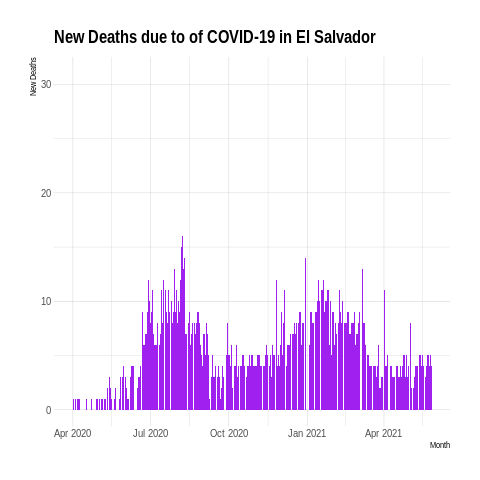 New Deaths due to of COVID-19 in El Salvador
New Deaths
30
20
10
0
Apr 2020 Jul 2020 Oct 2020 Jan 2021 Apr 2021
Month